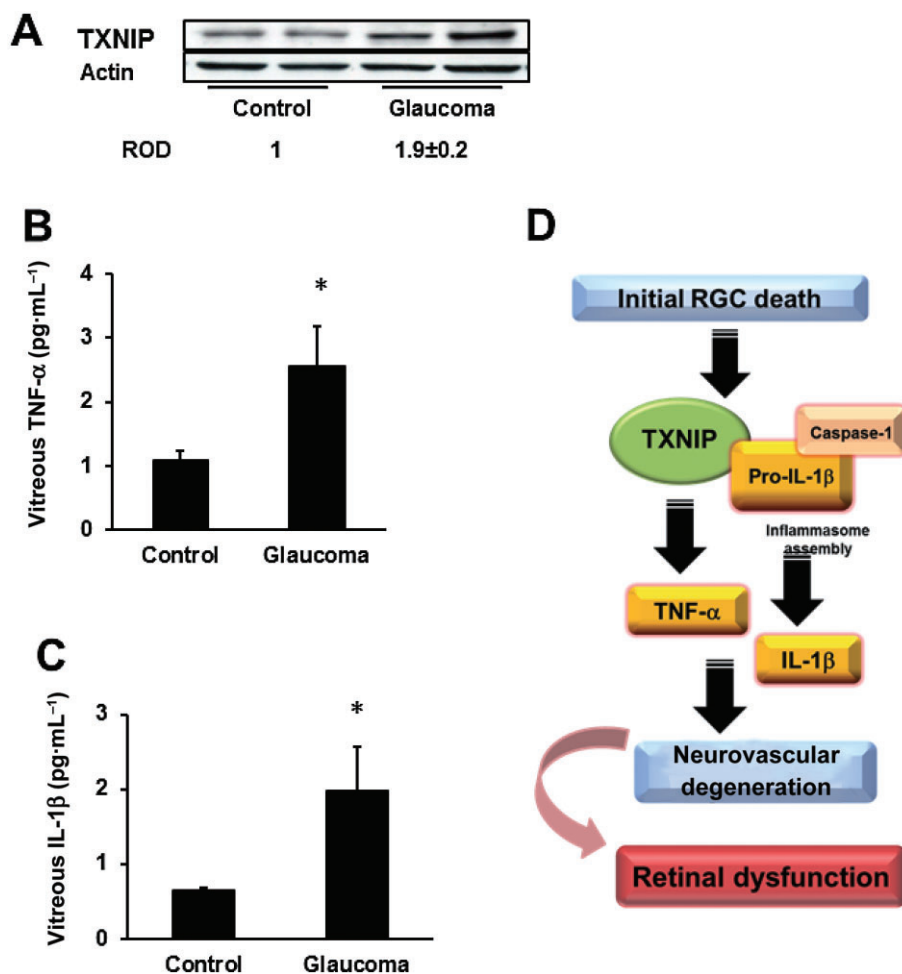 A
TXNIP
Actin
Control Glaucoma
ROD 1 1.9±0.2
B
Vitreous TNF-α (pg·mL⁻¹)
4
3
2
1
0
Control Glaucoma
*
C
Vitreous IL-1β (pg·mL⁻¹)
3
2
1
0
Control Glaucoma
*
D
Initial RGC death
TXNIP
Caspase-1
Pro-IL-1β
Inflammasome
assembly
TNF-α
IL-1β
Neurovascular
degeneration
Retinal dysfunction